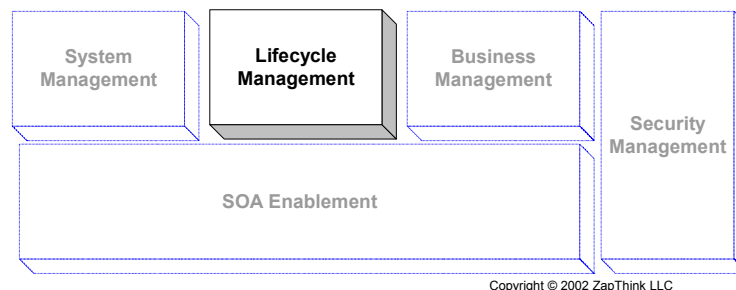 System
Management
Lifecycle
Management
Business
Management
Security
Management
SOA Enablement
Copyright © 2002 ZapThink LLC